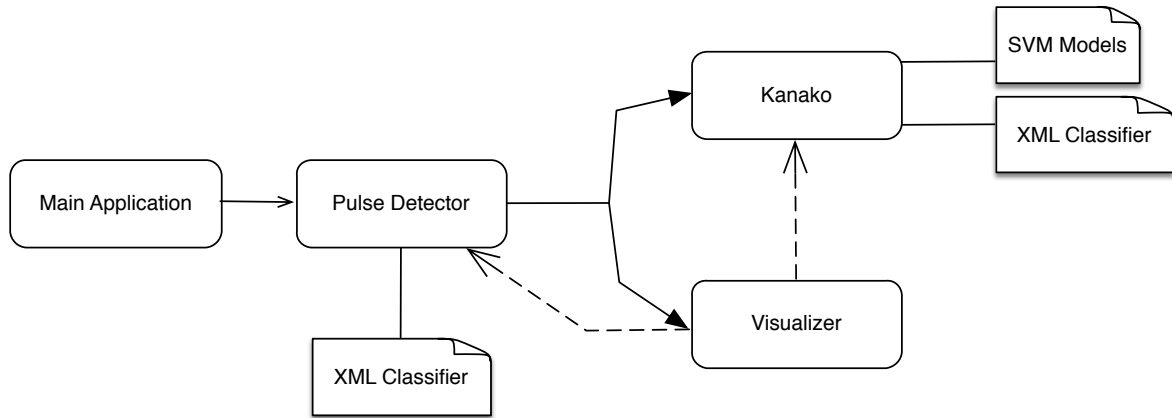 SVM Models
Kanako
XML Classifier
Main Application
Pulse Detector
Visualizer
XML Classifier